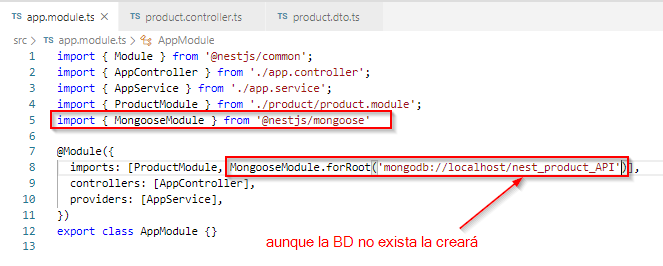 TS app.module.ts × TS product.controller.ts TS product.dto.ts
src > TS app.module.ts > AppModule
1 import { Module } from '@nestjs/common';
2 import { AppController } from './app.controller';
3 import { AppService } from './app.service';
4 import { ProductModule } from './product/product.module';
5 import { MongooseModule } from '@nestjs/mongoose'
6
7 @Module({
8 imports: [ProductModule, MongooseModule.forRoot('mongodb://localhost/nest_product_API')],
9 controllers: [AppController],
10 providers: [AppService],
11 })
12 export class AppModule {}
13
aunque la BD no exista la creará